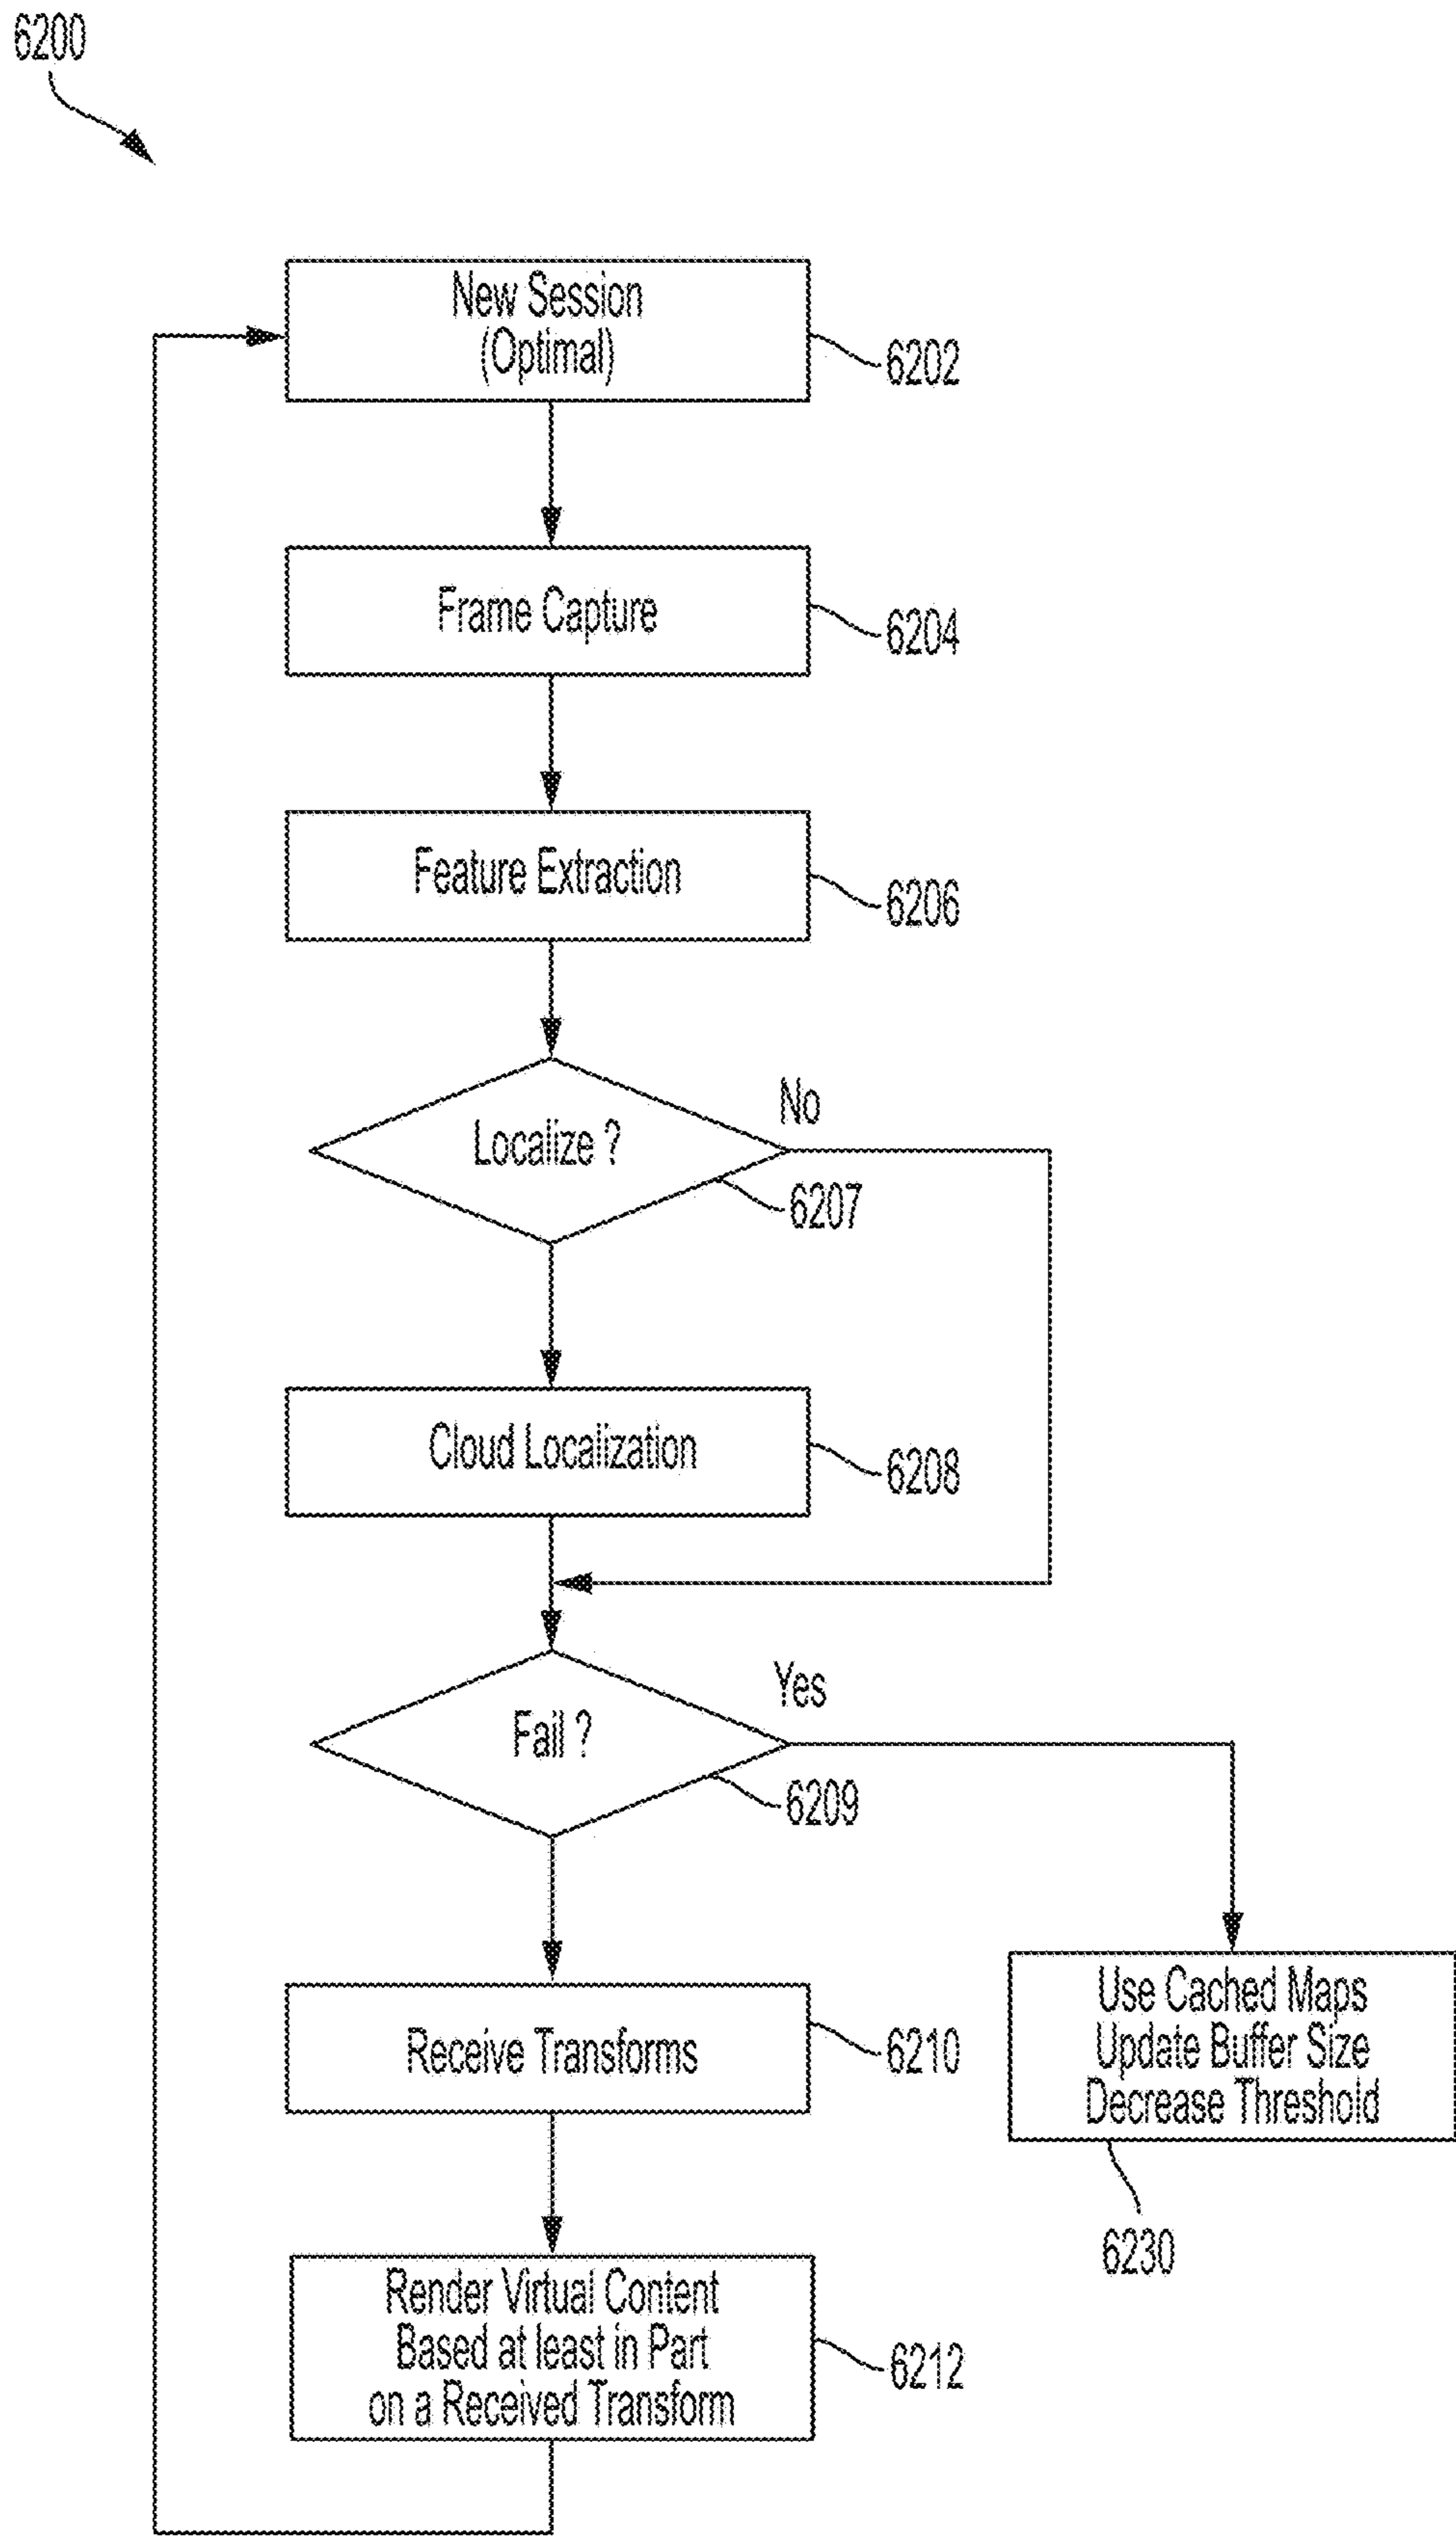 6200
New Session
(Optimal)
6202
Frame Capture
6204
Feature Extraction
6206
No
Localize ?
6207
Cloud Localization
6208
Yes
Fail ?
6209
Receive Transforms
6210
Use Cached Maps
Update Buffer Size
Decrease Threshold
6230
Render Virtual Content
Based at least in Part
on a Received Transform
6212